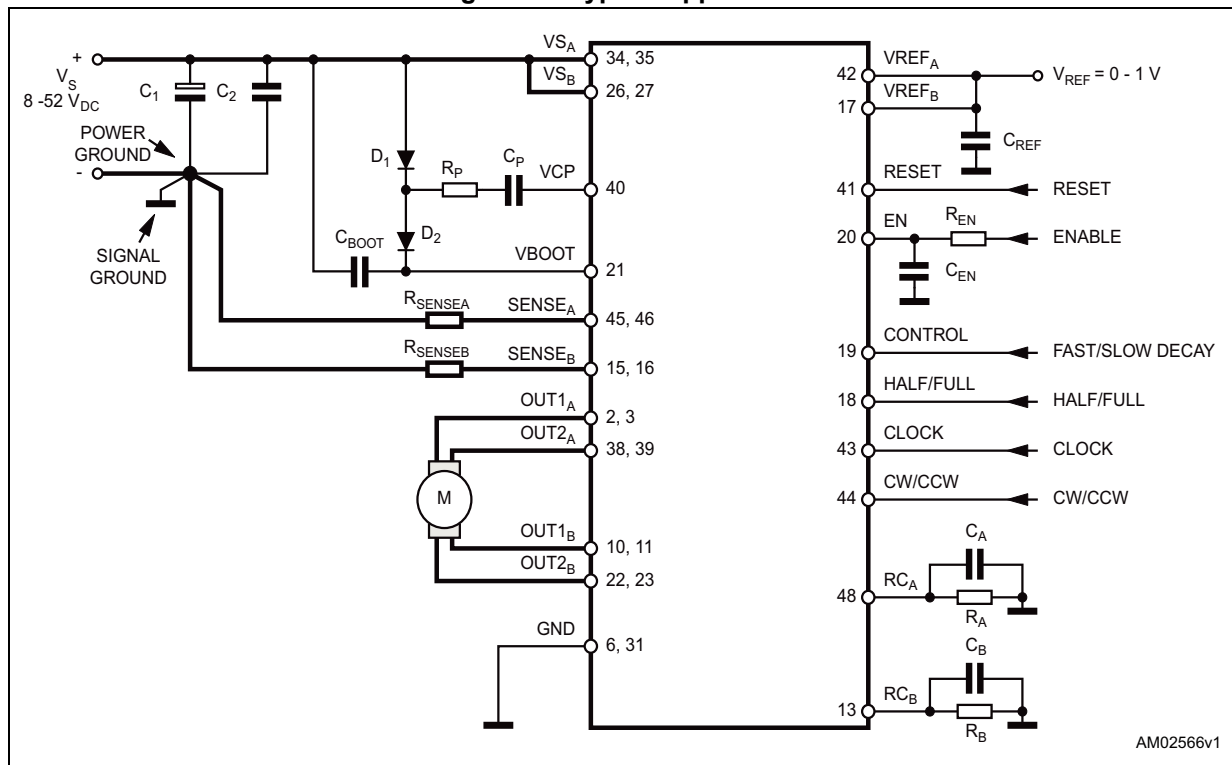 VS_A
+
34, 35
V_S
VS_B
8 -52 V_DC
C_1
C_2
26, 27
POWER
GROUND
-
D_1
R_P
C_P
VCP
40
SIGNAL
GROUND
C_BOOT
D_2
VBOOT
21
R_SENSEA
SENSE_A
45, 46
R_SENSEB
SENSE_B
15, 16
OUT1_A
2, 3
OUT2_A
38, 39
M
OUT1_B
10, 11
OUT2_B
22, 23
GND
6, 31
42
VREF_A
V_REF = 0 - 1 V
17
VREF_B
C_REF
41
RESET
RESET
20
EN
R_EN
ENABLE
C_EN
19
CONTROL
FAST/SLOW DECAY
18
HALF/FULL
HALF/FULL
43
CLOCK
CLOCK
44
CW/CCW
CW/CCW
C_A
48
RC_A
R_A
C_B
13
RC_B
R_B
AM02566v1